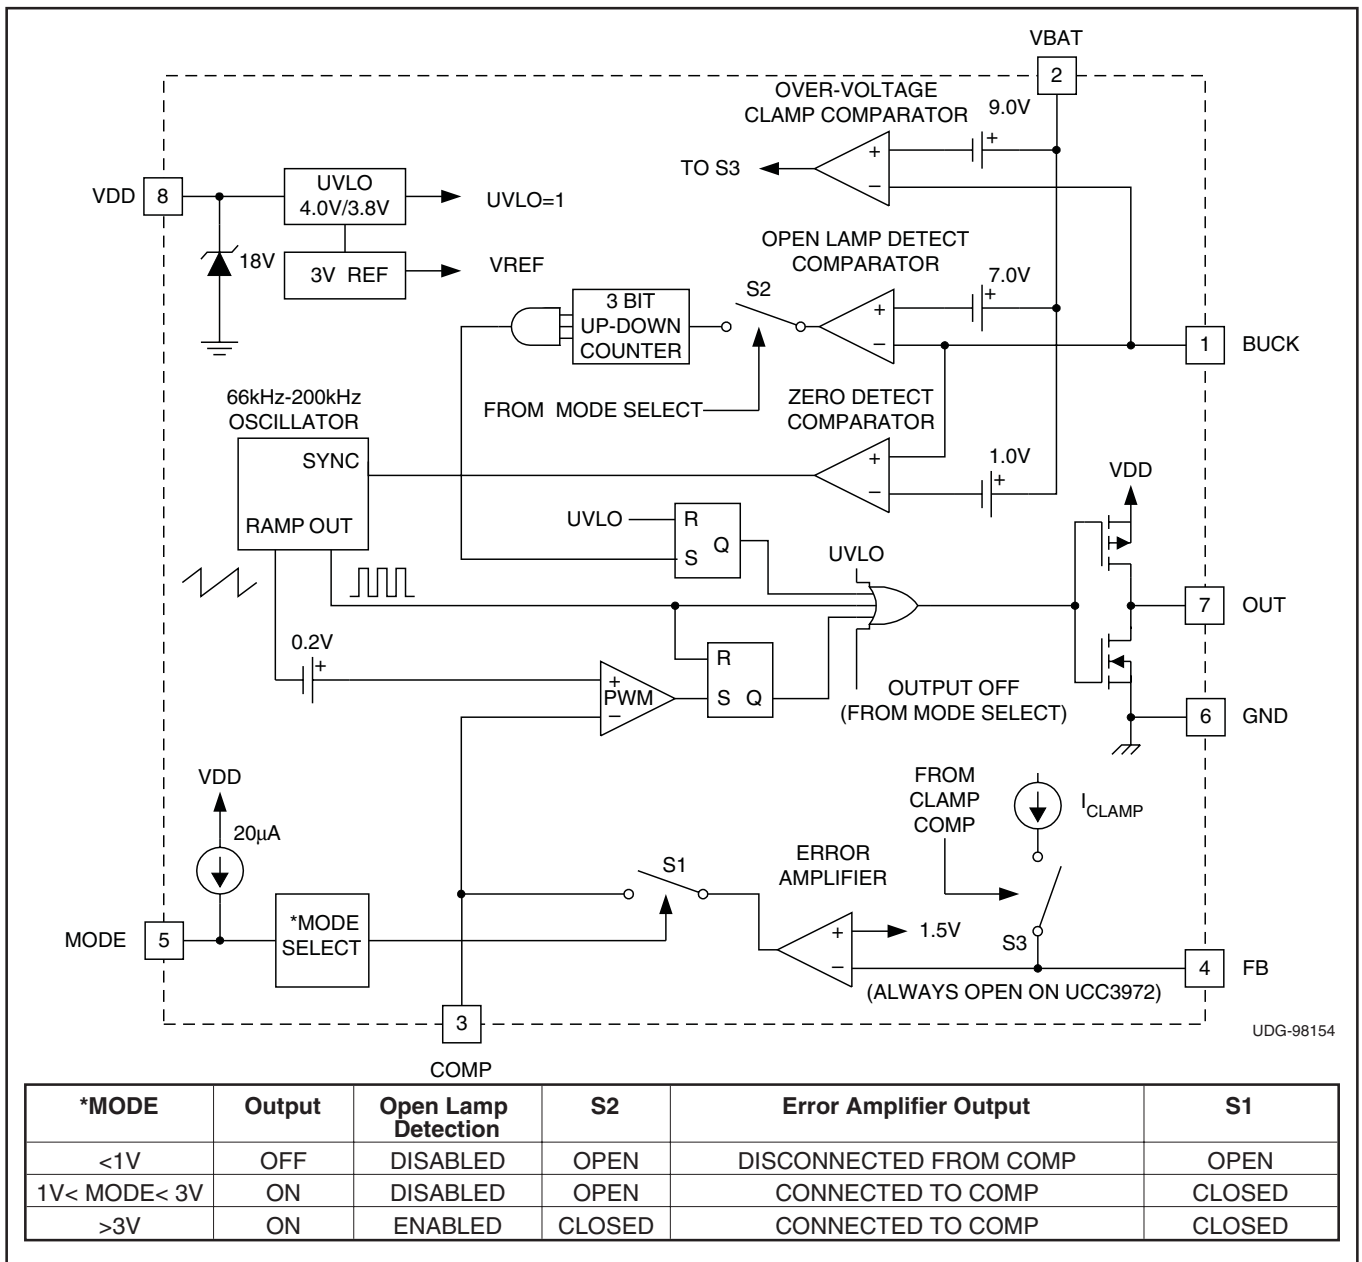 VBAT
2
OVER-VOLTAGE
CLAMP COMPARATOR
9.0V
+
+
–
TO S3
VDD
8
UVLO
4.0V/3.8V
UVLO=1
18V
3V REF
VREF
OPEN LAMP DETECT
COMPARATOR
7.0V
+
S2
3 BIT
UP-DOWN
COUNTER
+
–
1
BUCK
66kHz-200kHz
OSCILLATOR
FROM MODE SELECT
ZERO DETECT
COMPARATOR
SYNC
RAMP OUT
+
–
1.0V
+
VDD
UVLO
R
Q
S
UVLO
7
OUT
0.2V
+
+
PWM
–
R
S Q
OUTPUT OFF
(FROM MODE SELECT)
6
GND
VDD
20µA
FROM
CLAMP
COMP
ICLAMP
S1
ERROR
AMPLIFIER
MODE
5
*MODE
SELECT
+
–
1.5V
S3
4
FB
(ALWAYS OPEN ON UCC3972)
3
COMP
UDG-98154
*MODE Output Open Lamp Detection S2 Error Amplifier Output S1
<1V OFF DISABLED OPEN DISCONNECTED FROM COMP OPEN
1V< MODE< 3V ON DISABLED OPEN CONNECTED TO COMP CLOSED
>3V ON ENABLED CLOSED CONNECTED TO COMP CLOSED